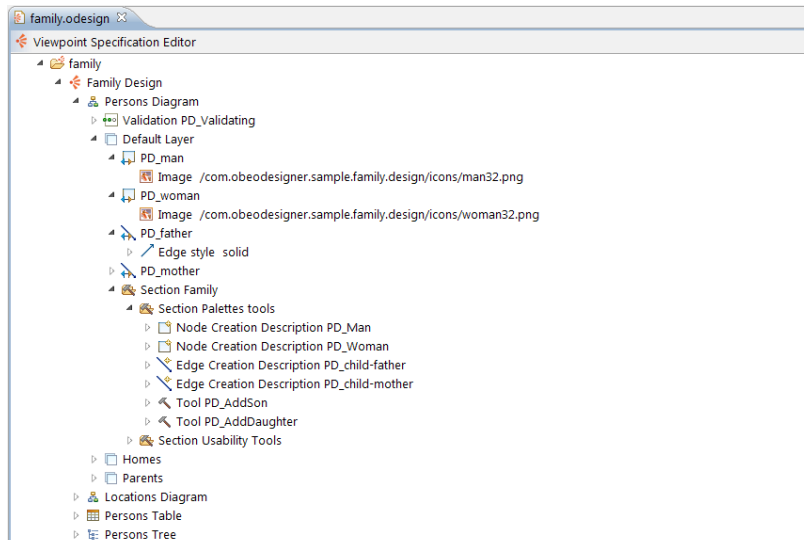 family.odesign
Viewpoint Specification Editor
family
Family Design
Persons Diagram
Validation PD_Validating
Default Layer
PD_man
Image /com.obeodesigner.sample.family.design/icons/man32.png
PD_woman
Image /com.obeodesigner.sample.family.design/icons/woman32.png
PD_father
Edge style solid
PD_mother
Section Family
Section Palettes tools
Node Creation Description PD_Man
Node Creation Description PD_Woman
Edge Creation Description PD_child-father
Edge Creation Description PD_child-mother
Tool PD_AddSon
Tool PD_AddDaughter
Section Usability Tools
Homes
Parents
Locations Diagram
Persons Table
Persons Tree